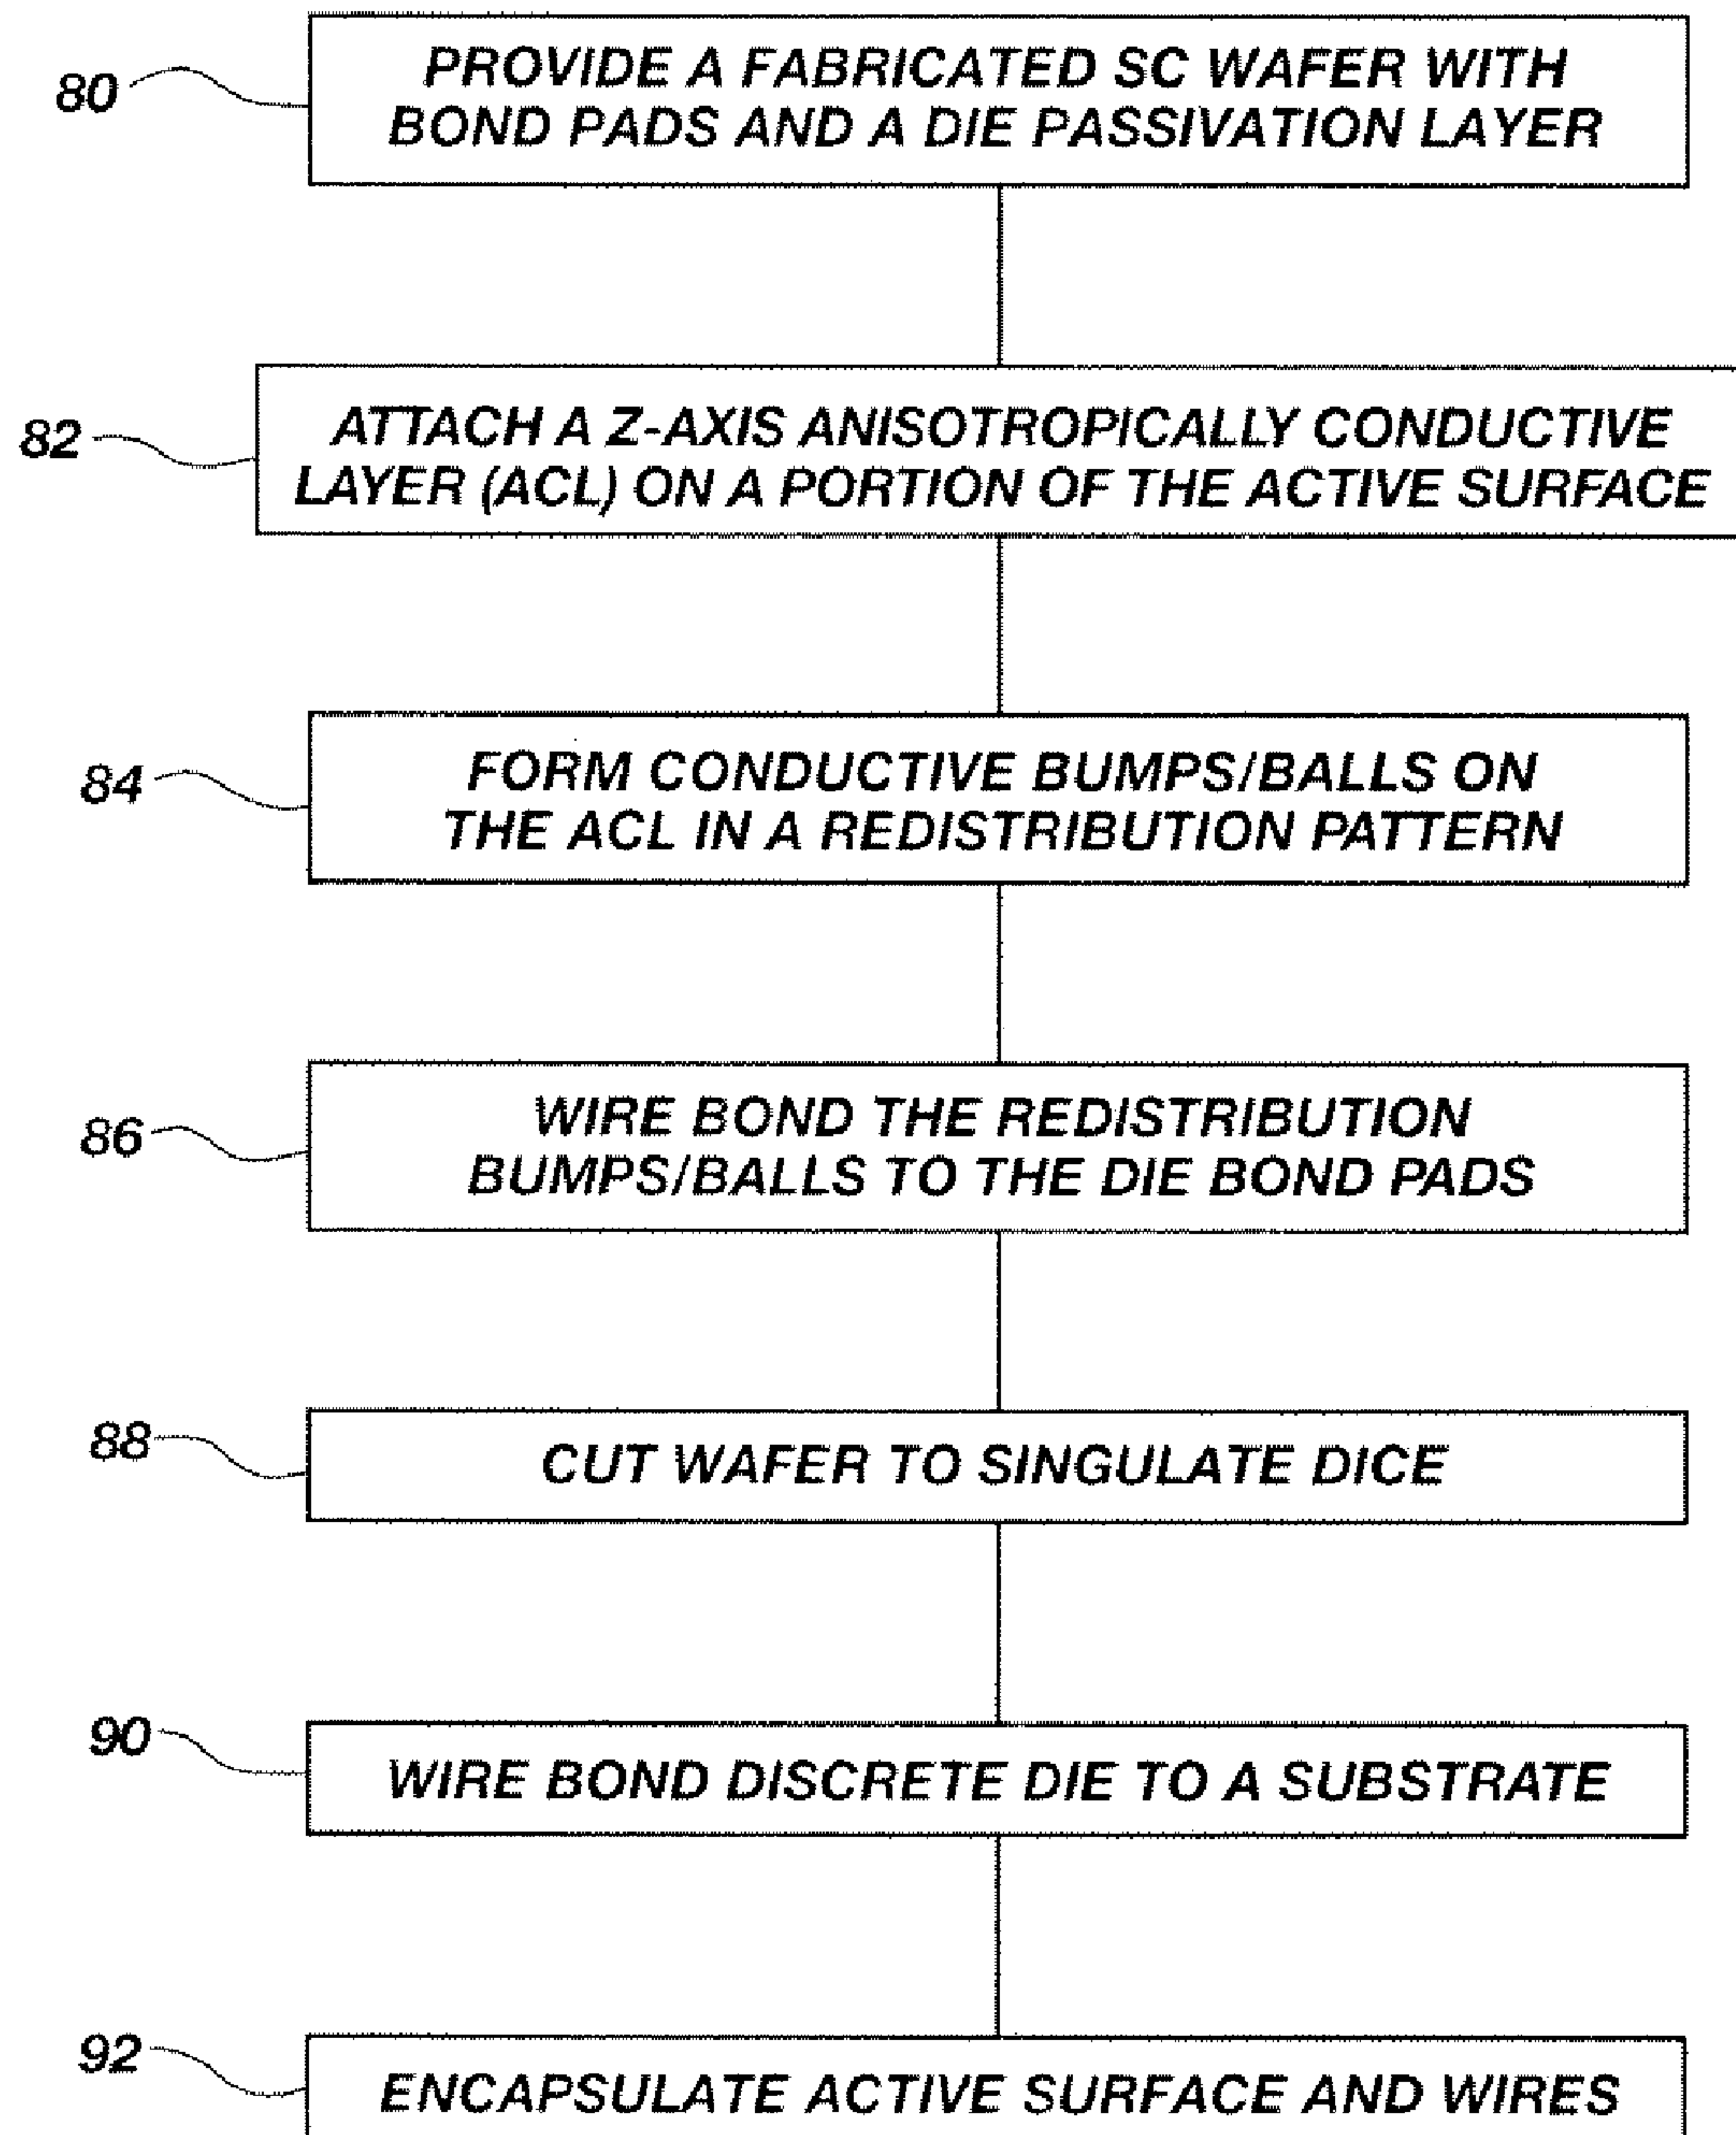 80
PROVIDE A FABRICATED SC WAFER WITH
BOND PADS AND A DIE PASSIVATION LAYER
82
ATTACH A Z-AXIS ANISOTROPICALLY CONDUCTIVE
LAYER (ACL) ON A PORTION OF THE ACTIVE SURFACE
84
FORM CONDUCTIVE BUMPS/BALLS ON
THE ACL IN A REDISTRIBUTION PATTERN
86
WIRE BOND THE REDISTRIBUTION
BUMPS/BALLS TO THE DIE BOND PADS
88
CUT WAFER TO SINGULATE DICE
90
WIRE BOND DISCRETE DIE TO A SUBSTRATE
92
ENCAPSULATE ACTIVE SURFACE AND WIRES